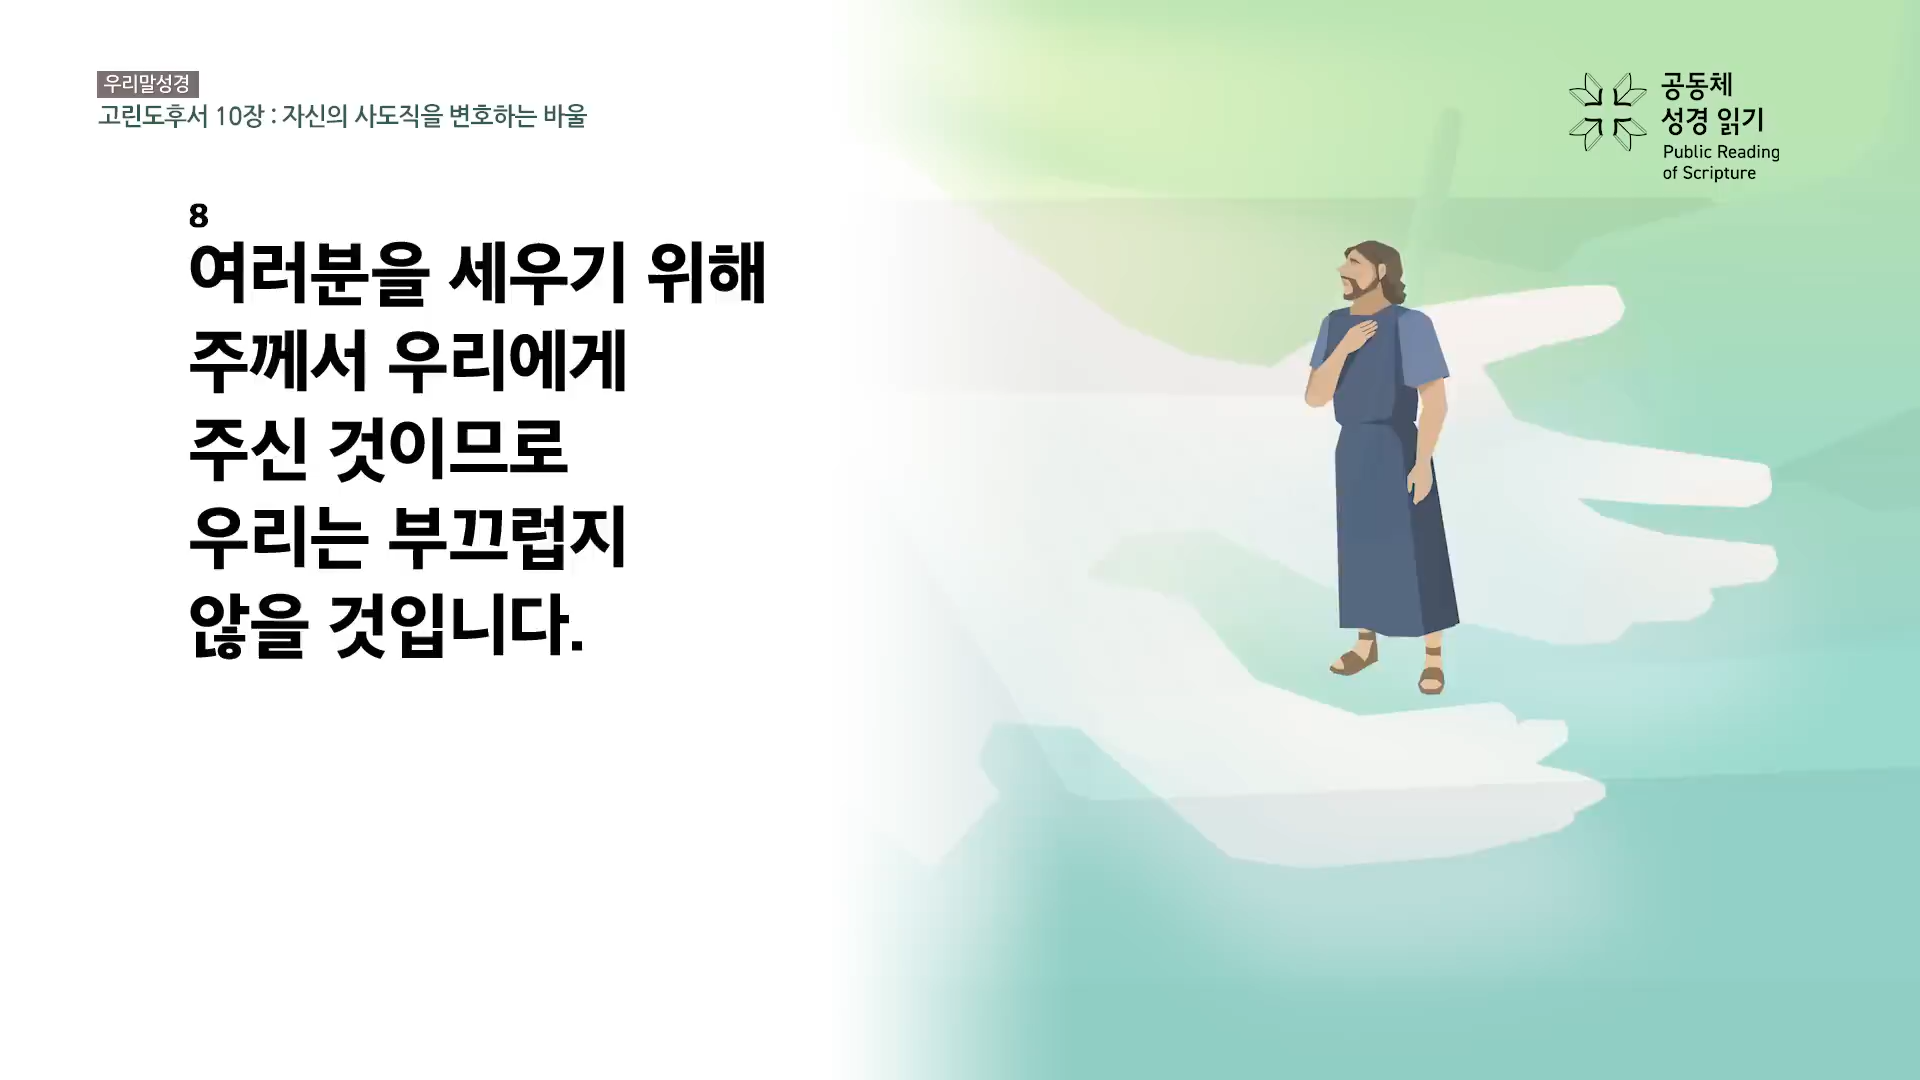 우리말성경
고린도후서 10장 : 자신의 사도직을 변호하는 바울
공동체
성경 읽기
Public Reading
of Scripture
8
여러분을 세우기 위해
주께서 우리에게
주신 것이므로
우리는 부끄럽지
않을 것입니다.